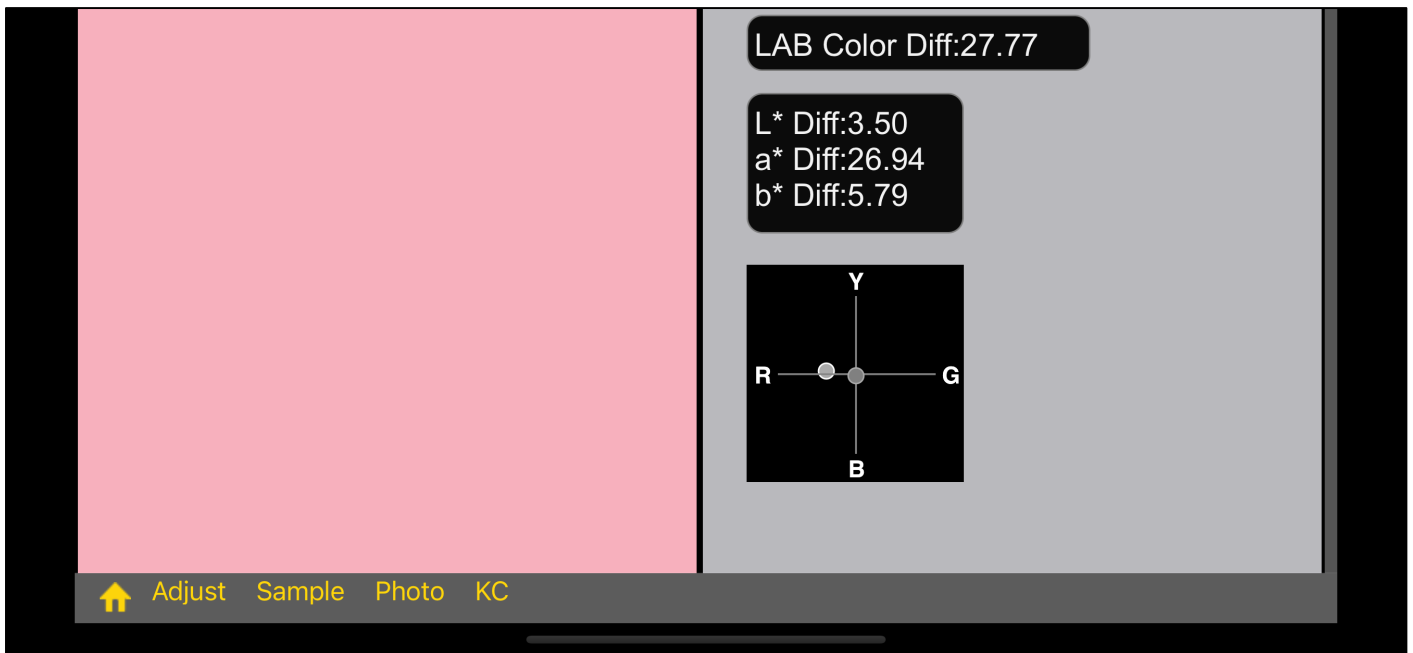 LAB Color Diff:27.77
L* Diff:3.50
a* Diff:26.94
b* Diff:5.79
Y
R G
B
Adjust Sample Photo KC